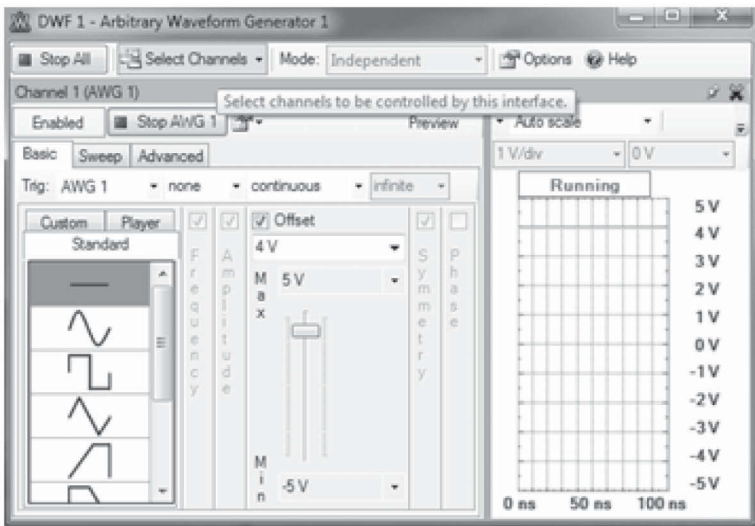 DWF 1 - Arbitrary Waveform Generator 1
Stop All Select Channels Mode: Independent Options Help
Channel 1 (AWG 1)
Select channels to be controlled by this interface.
Enabled Stop AWG 1 Preview Auto scale
Basic Sweep Advanced 1 V/div 0 V
Trig: AWG 1 none continuous infinite Running
Custom Player
Standard
Frequency
Amplitude
Offset
4 V
Max 5 V
Min -5 V
Symmetry
Phase
5 V
4 V
3 V
2 V
1 V
0 V
-1 V
-2 V
-3 V
-4 V
-5 V
0 ns 50 ns 100 ns